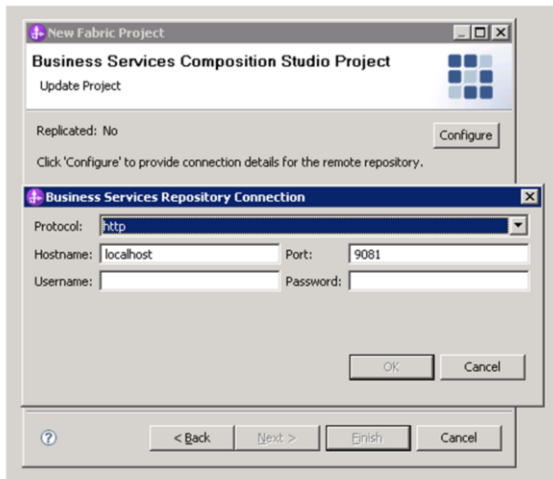 New Fabric Project
Business Services Composition Studio Project
Update Project
Replicated: No
Configure
Click 'Configure' to provide connection details for the remote repository.
Business Services Repository Connection
Protocol: http
Hostname: localhost Port: 9081
Username: Password:
OK Cancel
? < Back Next > Finish Cancel